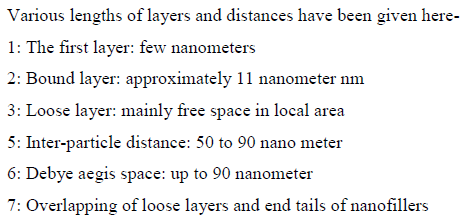 Various lengths of layers and distances have been given here-
1: The first layer: few nanometers
2: Bound layer: approximately 11 nanometer nm
3: Loose layer: mainly free space in local area
5: Inter-particle distance: 50 to 90 nano meter
6: Debye aegis space: up to 90 nanometer
7: Overlapping of loose layers and end tails of nanofillers